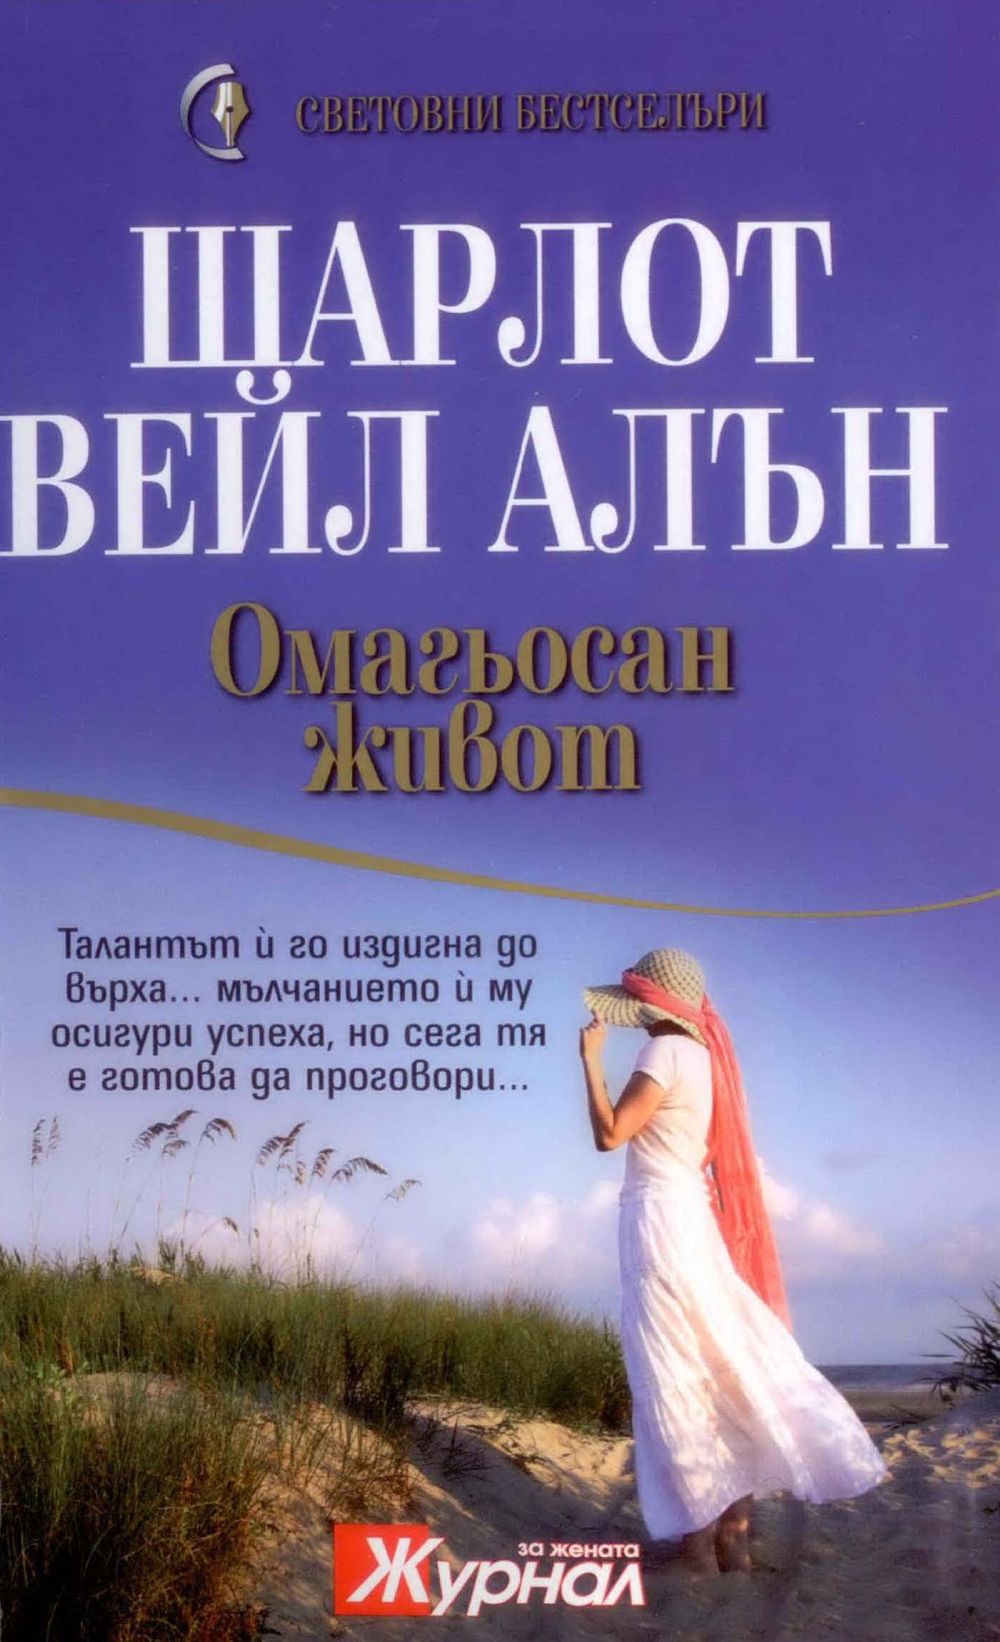 СВЕТОВНИ БЕСТСЕЛЪРИ
ШАРЛОТ
ВЕЙЛ АЛЪН
Омагьосан
живот
Талантът ѝ го издигна до
върха... мълчанието ѝ му
осигури успеха, но сега тя
е готова да проговори...
за жената
Журнал